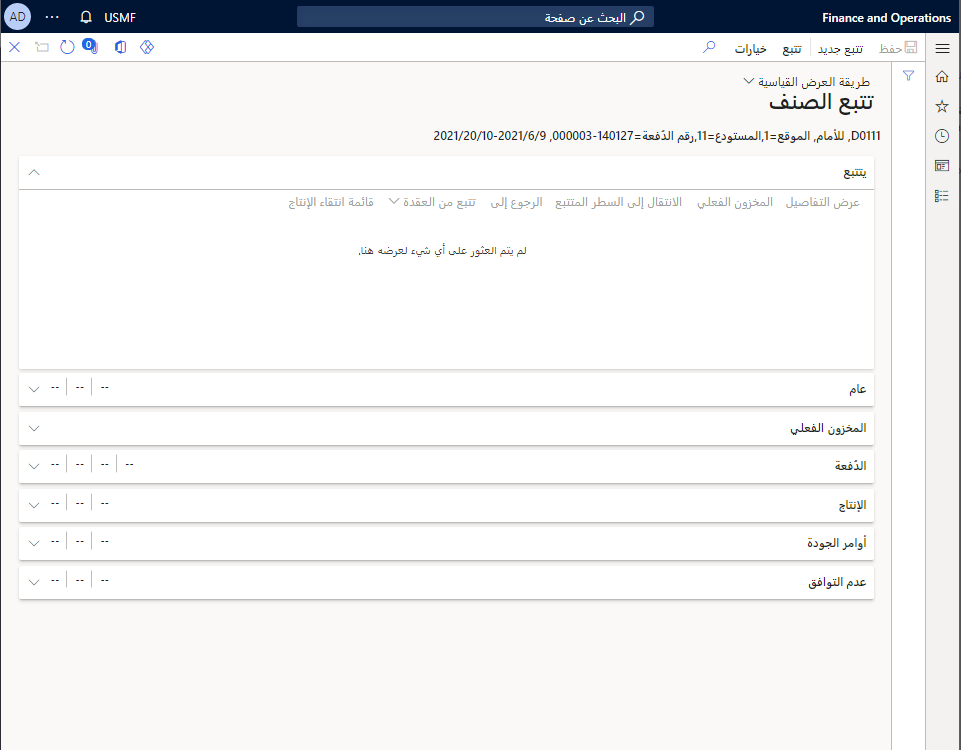 Finance and Operations
البحث عن صفحة
USMF
...
AD
حفظ
تتبع جديد
تتبع
خيارات
0
طريقة العرض القياسية
تتبع الصنف
D0111, للأمام, الموقع=1,المستودع=11,رقم الدُفعة=140127-000003, 2021/6/9-2021/20/10
يتتبع
عرض التفاصيل
المخزون الفعلي
الانتقال إلى السطر المتتبع
الرجوع إلى
تتبع من العقدة
قائمة انتقاء الإنتاج
لم يتم العثور على أي شيء لعرضه هنا.
عام
-- -- --
المخزون الفعلي
الدُفعة
-- -- -- --
الإنتاج
-- -- --
أوامر الجودة
-- -- --
عدم التوافق
-- -- --